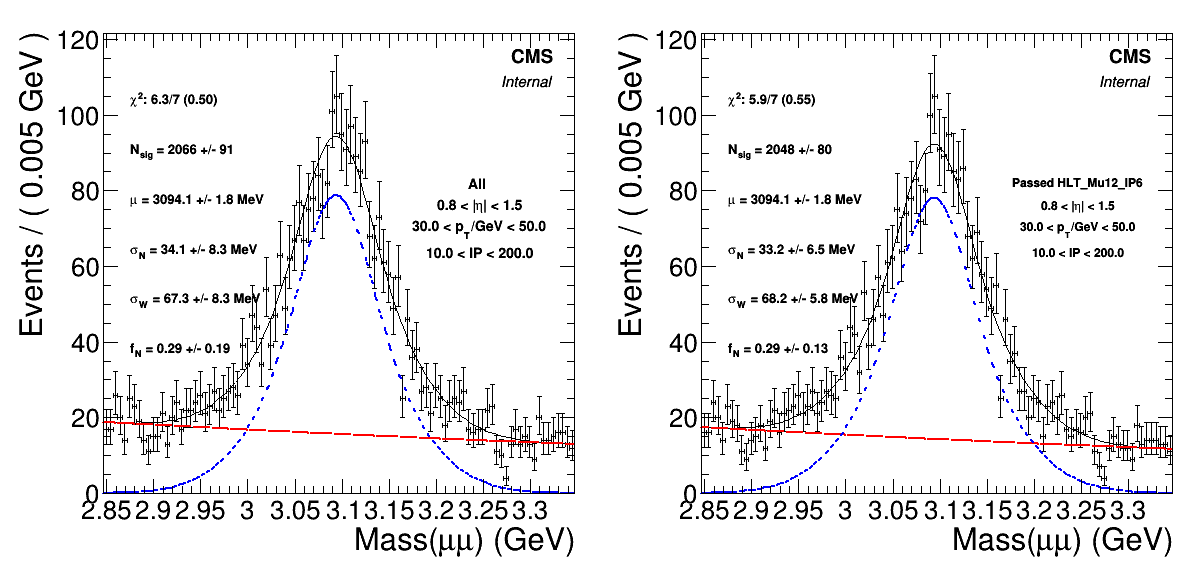 Events / ( 0.005 GeV )
120
100
80
60
40
20
0
CMS
Internal
χ²: 6.3/7 (0.50)
N_sig = 2066 +/- 91
μ = 3094.1 +/- 1.8 MeV
σ_N = 34.1 +/- 8.3 MeV
σ_W = 67.3 +/- 8.3 MeV
f_N = 0.29 +/- 0.19
All
0.8 < |η| < 1.5
30.0 < p_T/GeV < 50.0
10.0 < IP < 200.0
2.85 2.9 2.95 3 3.05 3.1 3.15 3.2 3.25 3.3
Mass(μμ) (GeV)
Events / ( 0.005 GeV )
120
100
80
60
40
20
0
CMS
Internal
χ²: 5.9/7 (0.55)
N_sig = 2048 +/- 80
μ = 3094.1 +/- 1.8 MeV
σ_N = 33.2 +/- 6.5 MeV
σ_W = 68.2 +/- 5.8 MeV
f_N = 0.29 +/- 0.13
Passed HLT_Mu12_IP6
0.8 < |η| < 1.5
30.0 < p_T/GeV < 50.0
10.0 < IP < 200.0
2.85 2.9 2.95 3 3.05 3.1 3.15 3.2 3.25 3.3
Mass(μμ) (GeV)